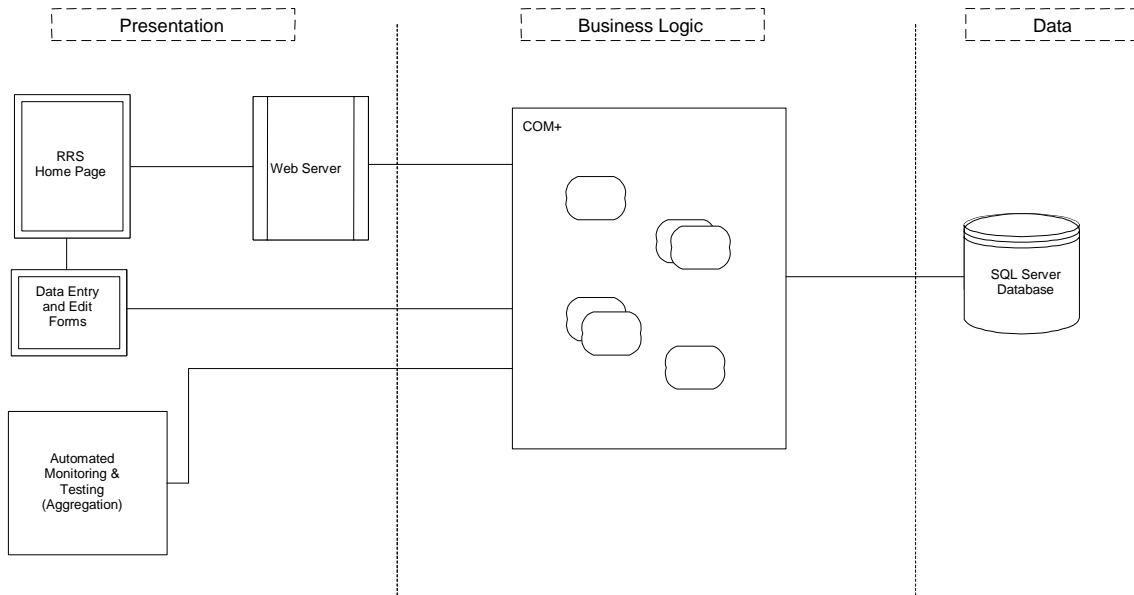 Presentation
Business Logic
Data
RRS
Home Page
Web Server
COM+
Data Entry
and Edit
Forms
SQL Server
Database
Automated
Monitoring &
Testing
(Aggregation)